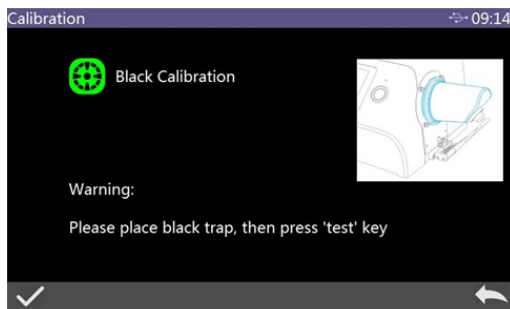 Calibration 09:14
Black Calibration
Warning:
Please place black trap, then press 'test' key